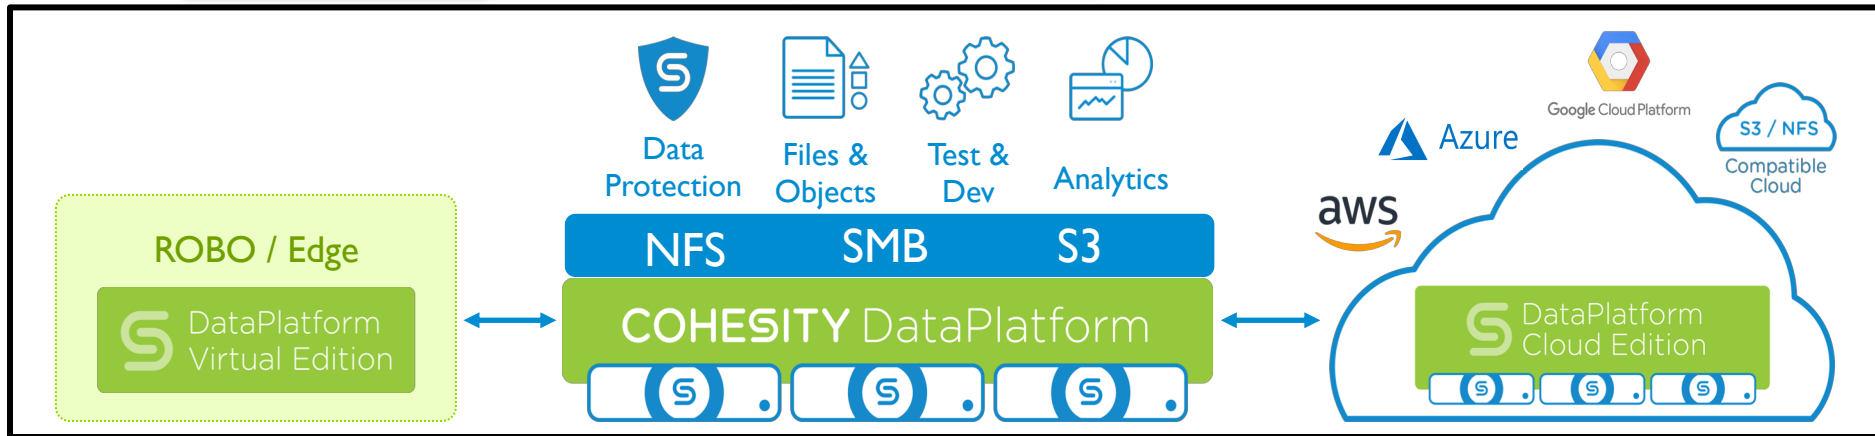 ROBO / Edge
DataPlatform
Virtual Edition
Data
Protection
Files &
Objects
Test &
Dev
Analytics
NFS
SMB
S3
COHESITY DataPlatform
aws
Azure
Google Cloud Platform
S3 / NFS
Compatible
Cloud
DataPlatform
Cloud Edition